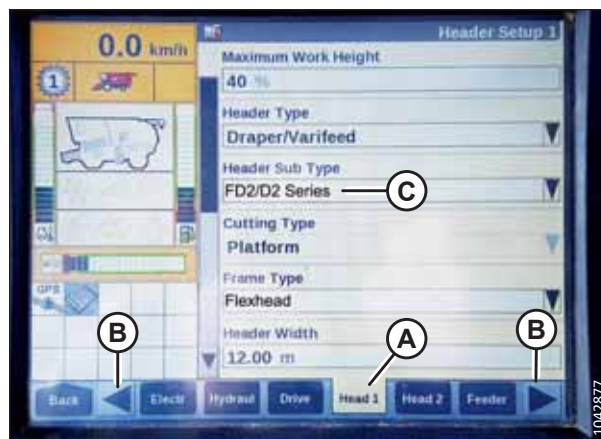 0.0 km/h
Header Setup 1
1
Maximum Work Height
40 %
Header Type
Draper/Varifeed
Header Sub Type
FD2/D2 Series
C
Cutting Type
Platform
GPS
Frame Type
Flexhead
B
A
B
Header Width
12.00 m
Back
Electr
Hydraul
Drive
Head 1
Head 2
Feeder
1042877